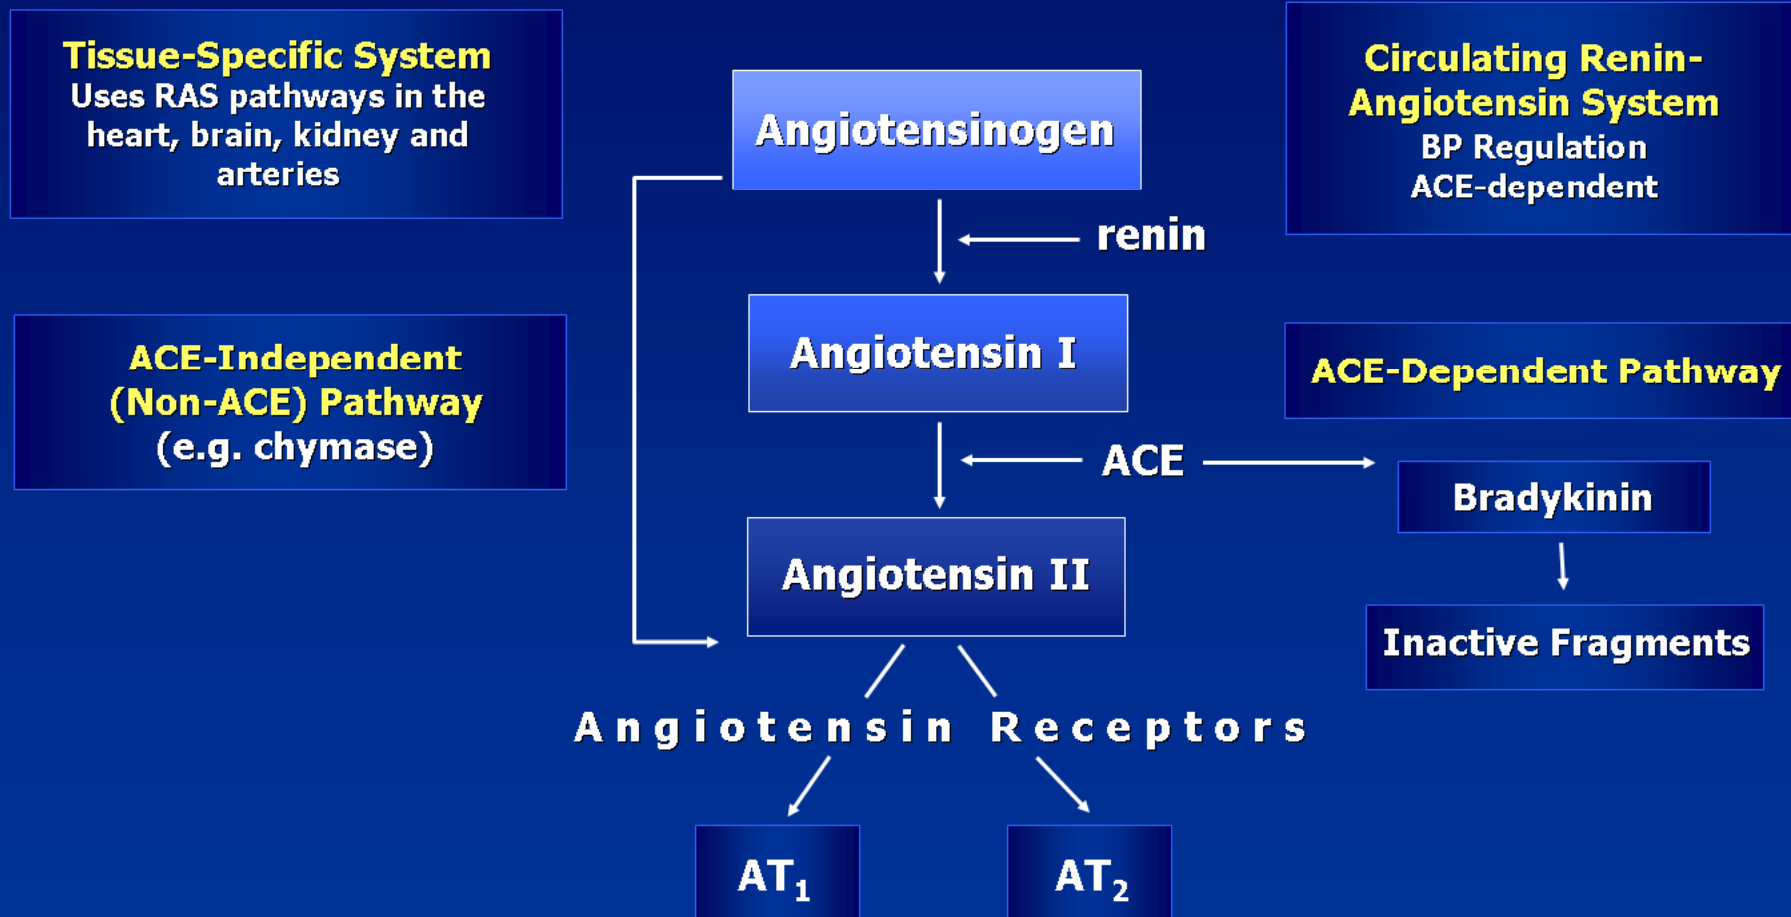 Tissue-Specific System
Uses RAS pathways in the
heart, brain, kidney and
arteries
Angiotensinogen
Circulating Renin-
Angiotensin System
BP Regulation
ACE-dependent
renin
ACE-Independent
(Non-ACE) Pathway
(e.g. chymase)
Angiotensin I
ACE-Dependent Pathway
ACE
Bradykinin
Angiotensin II
Inactive Fragments
Angiotensin Receptors
AT₁
AT₂